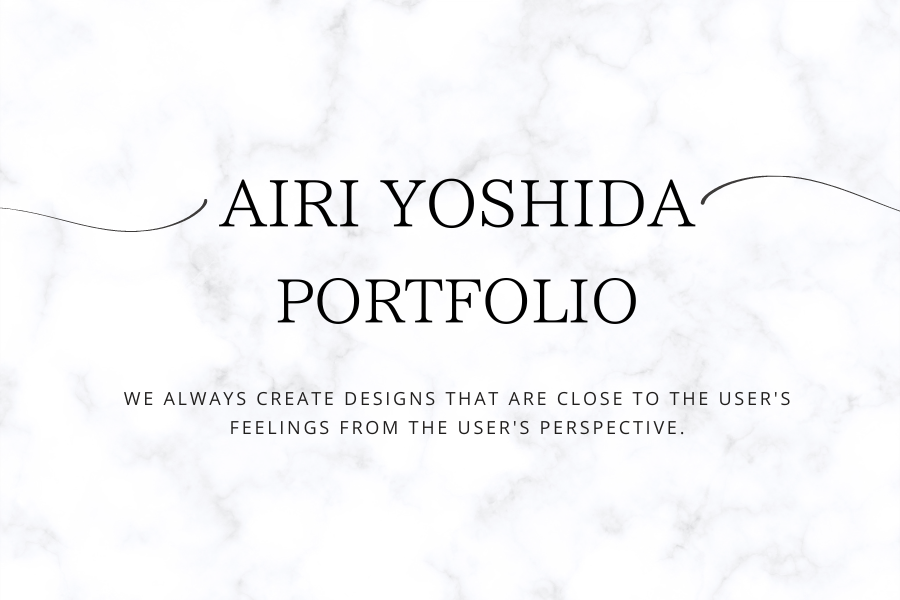 AIRI YOSHIDA
PORTFOLIO
WE ALWAYS CREATE DESIGNS THAT ARE CLOSE TO THE USER'S
FEELINGS FROM THE USER'S PERSPECTIVE.